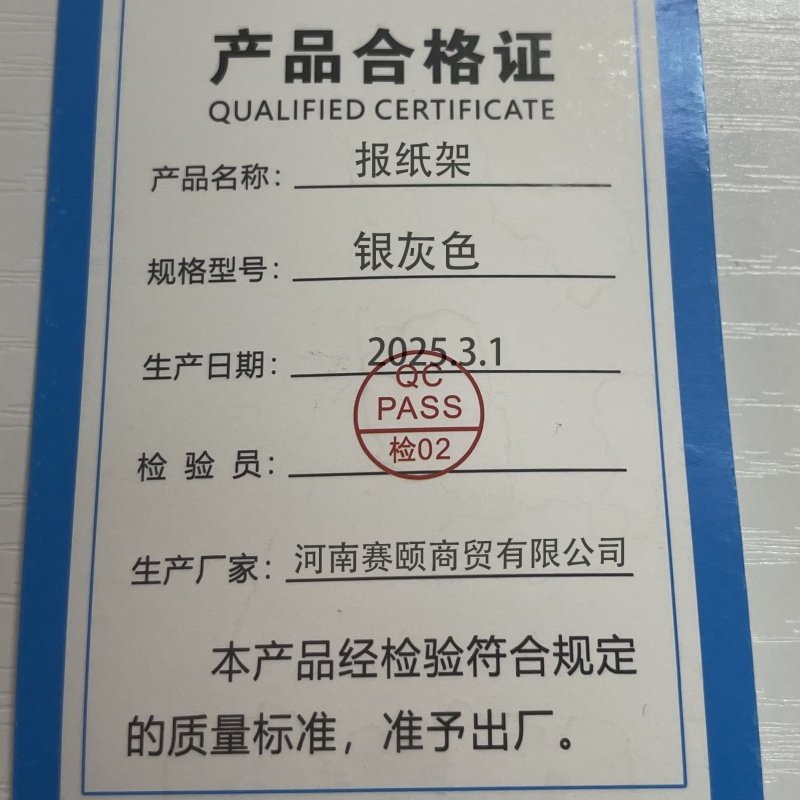 产品合格证
QUALIFIED CERTIFICATE
产品名称：报纸架
规格型号：银灰色
生产日期：2025.3.1
QC
PASS
检02
检 验 员：
生产厂家：河南赛颐商贸有限公司
本产品经检验符合规定
的质量标准，准予出厂。